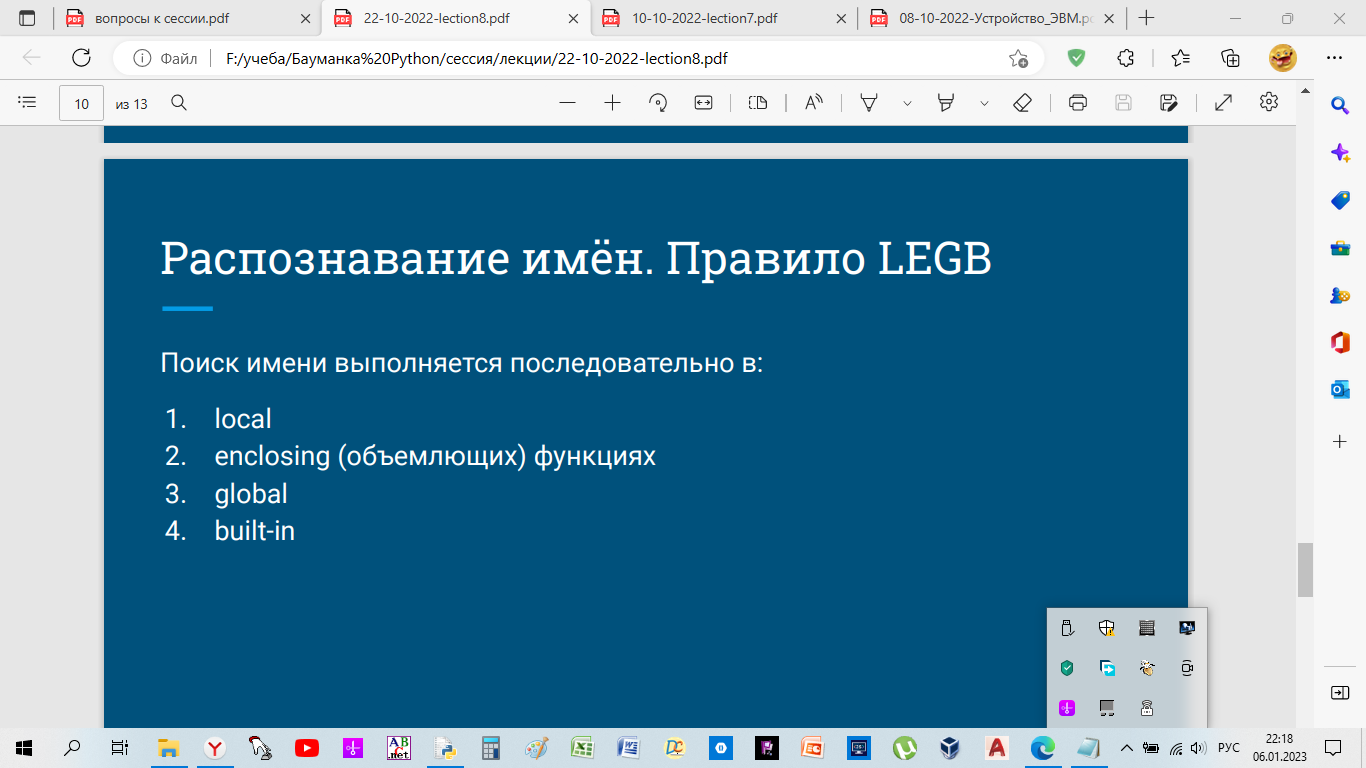 вопросы к сессии.pdf
22-10-2022-lection8.pdf
10-10-2022-lection7.pdf
08-10-2022-Устройство_ЭВМ.p
Файл
F:/учеба/Бауманка%20Python/сессия/лекции/22-10-2022-lection8.pdf
10
из 13
Распознавание имён. Правило LEGB
Поиск имени выполняется последовательно в:
1. local
2. enclosing (объемлющих) функциях
3. global
4. built-in
РУС
22:18
06.01.2023